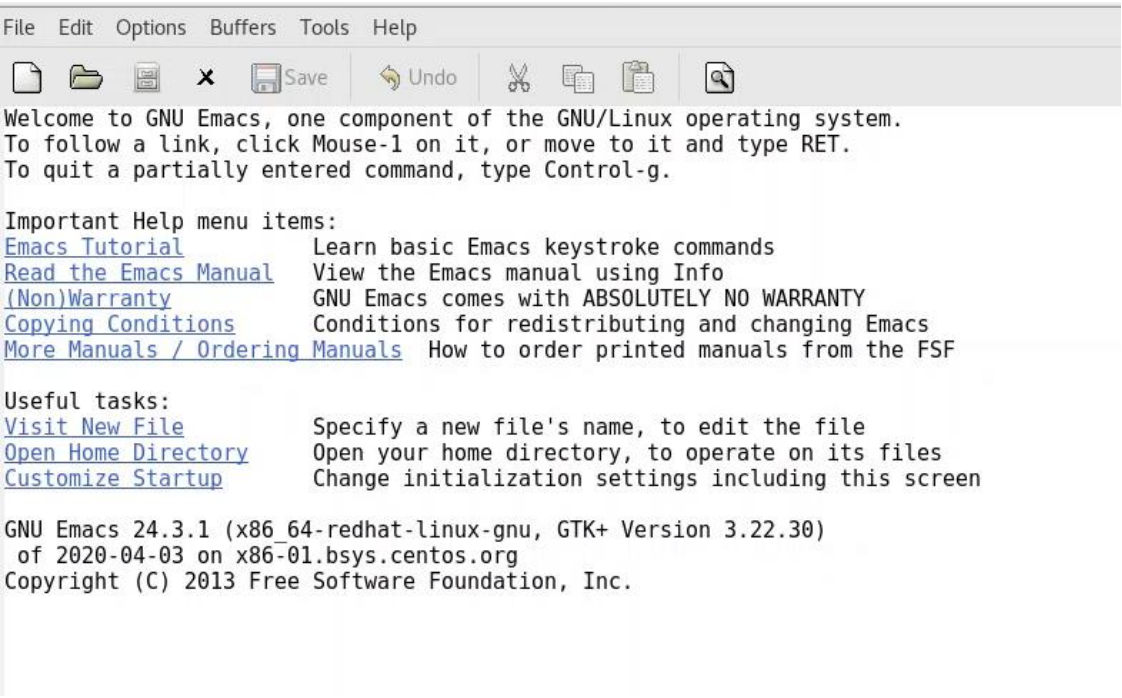 File Edit Options Buffers Tools Help
Save Undo
Welcome to GNU Emacs, one component of the GNU/Linux operating system.
To follow a link, click Mouse-1 on it, or move to it and type RET.
To quit a partially entered command, type Control-g.
Important Help menu items:
Emacs Tutorial Learn basic Emacs keystroke commands
Read the Emacs Manual View the Emacs manual using Info
(Non)Warranty GNU Emacs comes with ABSOLUTELY NO WARRANTY
Copying Conditions Conditions for redistributing and changing Emacs
More Manuals / Ordering Manuals How to order printed manuals from the FSF
Useful tasks:
Visit New File Specify a new file's name, to edit the file
Open Home Directory Open your home directory, to operate on its files
Customize Startup Change initialization settings including this screen
GNU Emacs 24.3.1 (x86_64-redhat-linux-gnu, GTK+ Version 3.22.30)
of 2020-04-03 on x86-01.bsys.centos.org
Copyright (C) 2013 Free Software Foundation, Inc.